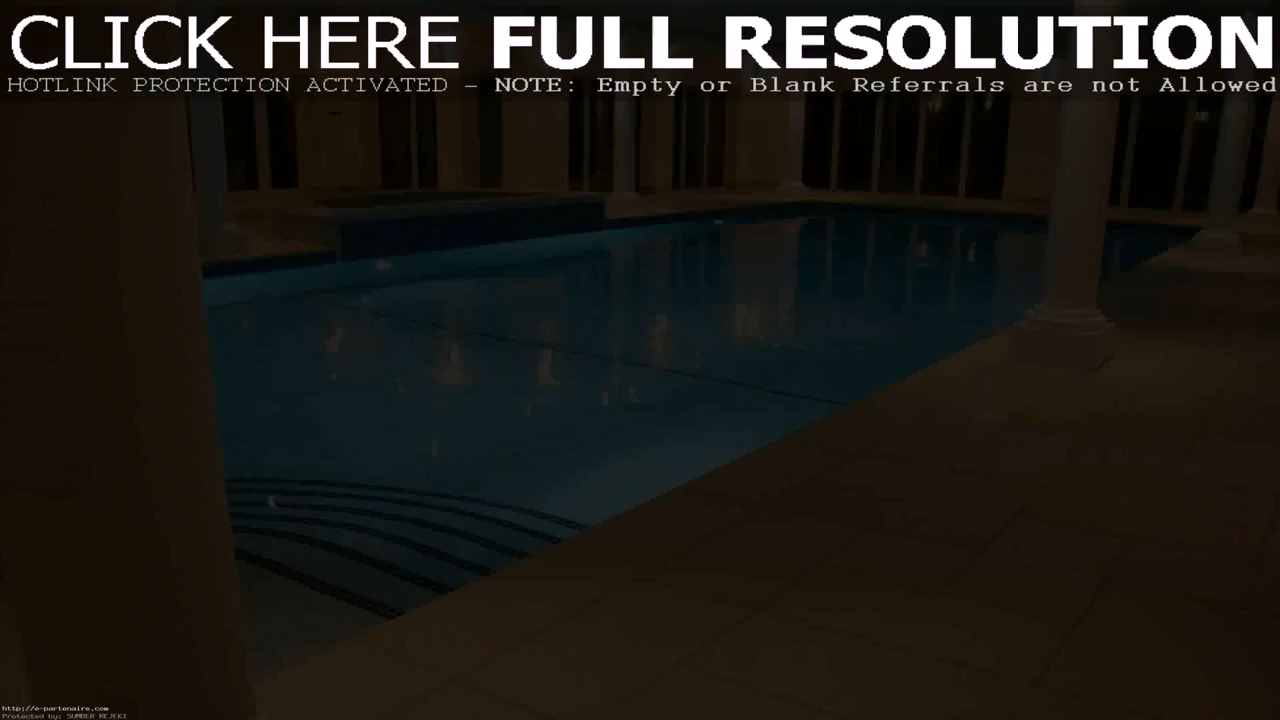 CLICK HERE FULL RESOLUTION
HOTLINK PROTECTION ACTIVATED - NOTE: Empty or Blank Referrals are not Allowed
http://e-partenaire.com
Protected by: SUMBER REJEKI